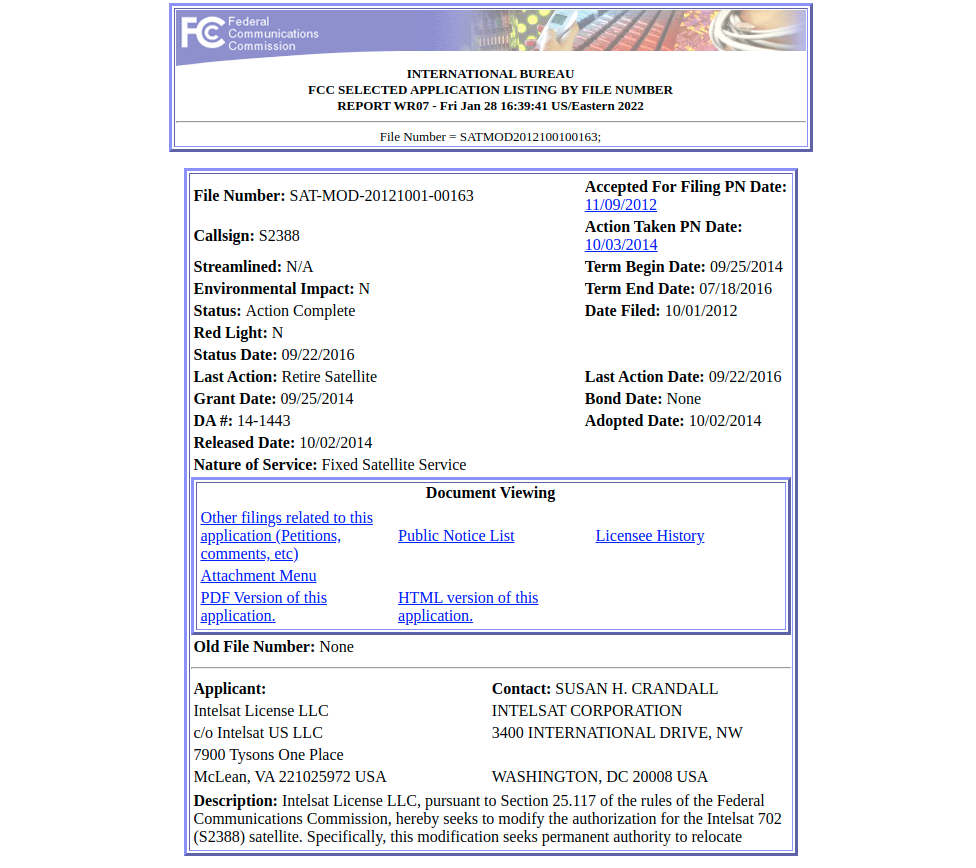 FCC Federal
Communications
Commission
INTERNATIONAL BUREAU
FCC SELECTED APPLICATION LISTING BY FILE NUMBER
REPORT WR07 - Fri Jan 28 16:39:41 US/Eastern 2022
File Number = SATMOD2012100100163;
File Number: SAT-MOD-20121001-00163
Accepted For Filing PN Date:
11/09/2012
Callsign: S2388
Action Taken PN Date:
10/03/2014
Streamlined: N/A
Term Begin Date: 09/25/2014
Environmental Impact: N
Term End Date: 07/18/2016
Status: Action Complete
Date Filed: 10/01/2012
Red Light: N
Status Date: 09/22/2016
Last Action: Retire Satellite
Last Action Date: 09/22/2016
Grant Date: 09/25/2014
Bond Date: None
DA #: 14-1443
Adopted Date: 10/02/2014
Released Date: 10/02/2014
Nature of Service: Fixed Satellite Service
Document Viewing
Other filings related to this
application (Petitions,
comments, etc)
Public Notice List
Licensee History
Attachment Menu
PDF Version of this
application.
HTML version of this
application.
Old File Number: None
Applicant:
Contact: SUSAN H. CRANDALL
Intelsat License LLC
INTELSAT CORPORATION
c/o Intelsat US LLC
3400 INTERNATIONAL DRIVE, NW
7900 Tysons One Place
McLean, VA 221025972 USA
WASHINGTON, DC 20008 USA
Description: Intelsat License LLC, pursuant to Section 25.117 of the rules of the Federal
Communications Commission, hereby seeks to modify the authorization for the Intelsat 702
(S2388) satellite. Specifically, this modification seeks permanent authority to relocate